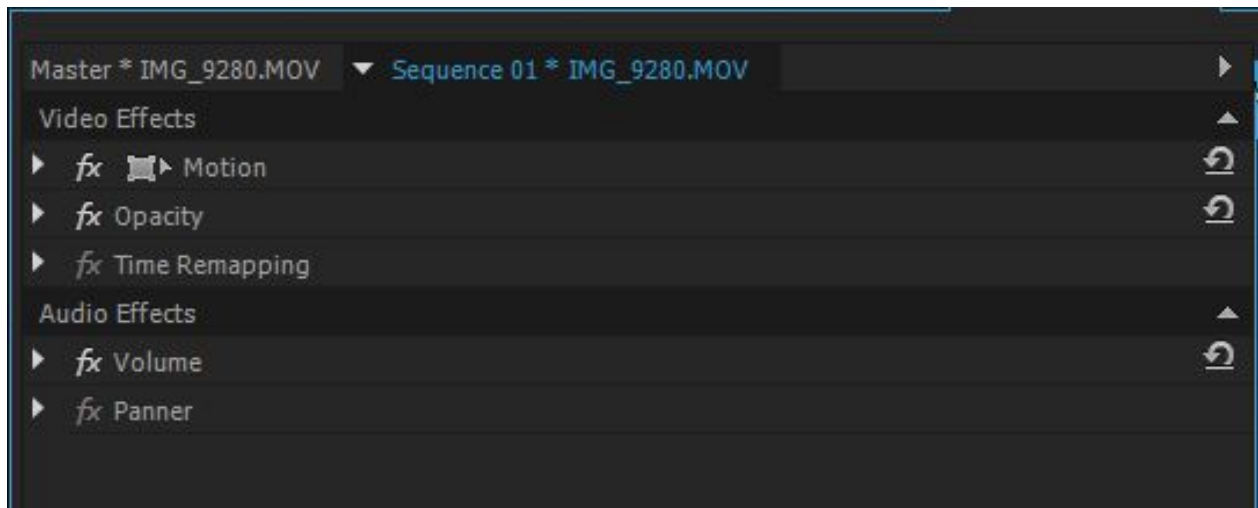 Master * IMG_9280.MOV Sequence 01 * IMG_9280.MOV
Video Effects
fx Motion
fx Opacity
fx Time Remapping
Audio Effects
fx Volume
fx Panner